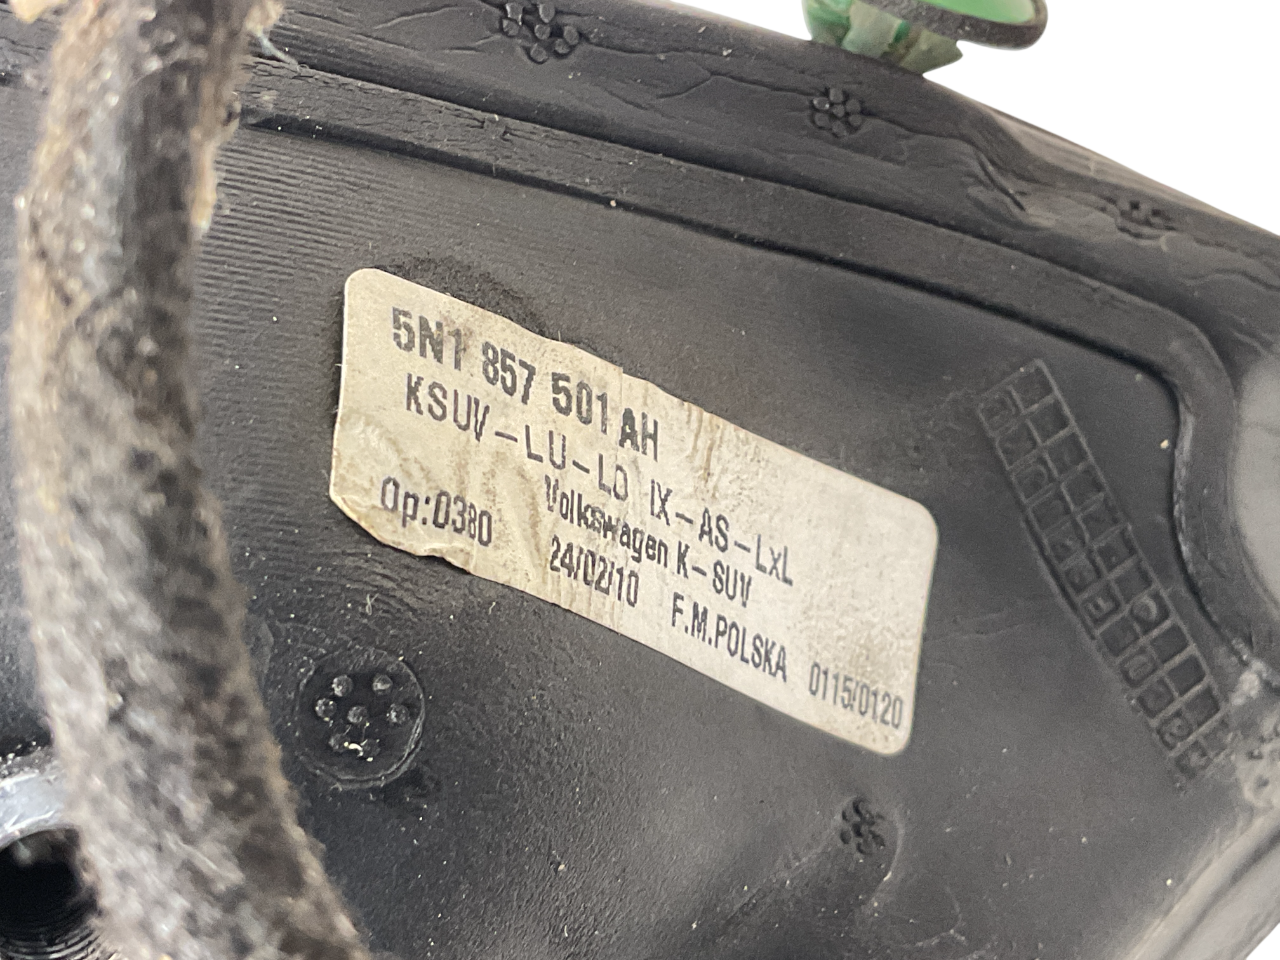 5N1 857 501 AH
KSUV-LU-LO IX-AS-LxL
Volkswagen K-SUV
Op:0380 24/02/10 F.M.POLSKA 0115/0120